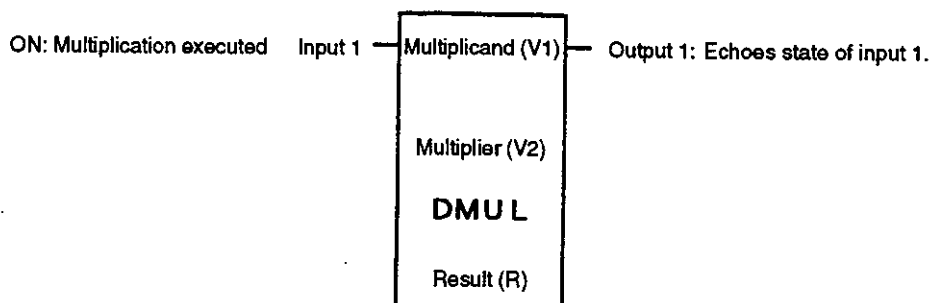 ON: Multiplication executed Input 1 Multiplicand (V1) Output 1: Echoes state of input 1.
Multiplier (V2)
DMUL
Result (R)